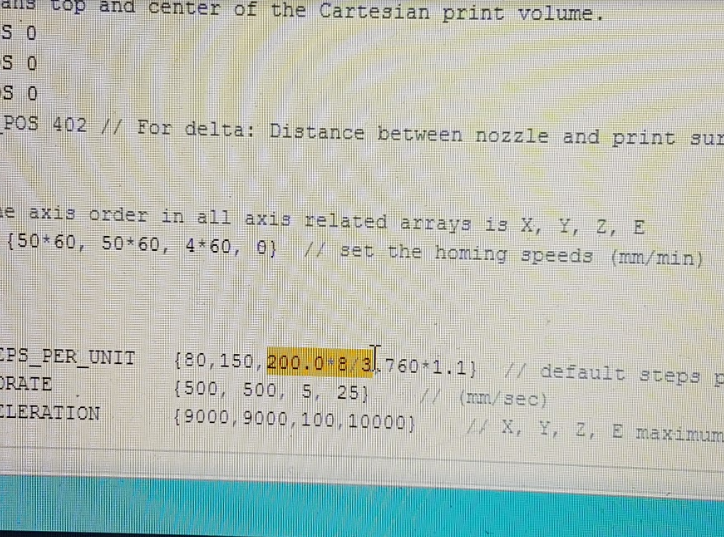 top and center of the Cartesian print volume.
S 0
S 0
S 0
_POS 402 // For delta: Distance between nozzle and print sur
e axis order in all axis related arrays is X, Y, Z, E
{50*60, 50*60, 4*60, 0} // set the homing speeds (mm/min)
EPS_PER_UNIT {80,150,200.0*8/3,760*1.1} // default steps p
DRATE {500, 500, 5, 25} // (mm/sec)
ELERATION {9000,9000,100,10000} // X, Y, Z, E maximum